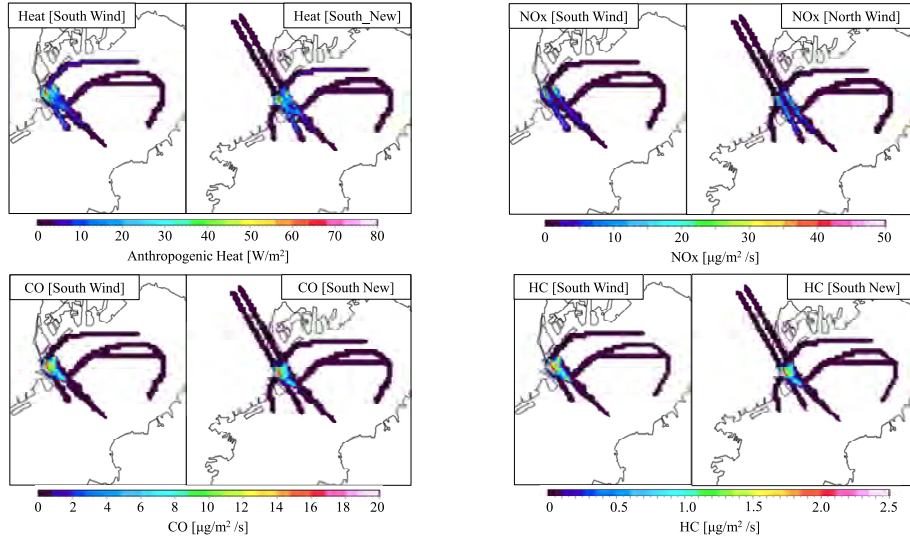 Heat [South Wind]
Heat [South_New]
0 10 20 30 40 50 60 70 80
Anthropogenic Heat [W/m²]
NOx [South Wind]
NOx [North Wind]
0 10 20 30 40 50
NOx [μg/m² /s]
CO [South Wind]
CO [South New]
0 2 4 6 8 10 12 14 16 18 20
CO [μg/m² /s]
HC [South Wind]
HC [South New]
0 0.5 1.0 1.5 2.0 2.5
HC [μg/m² /s]